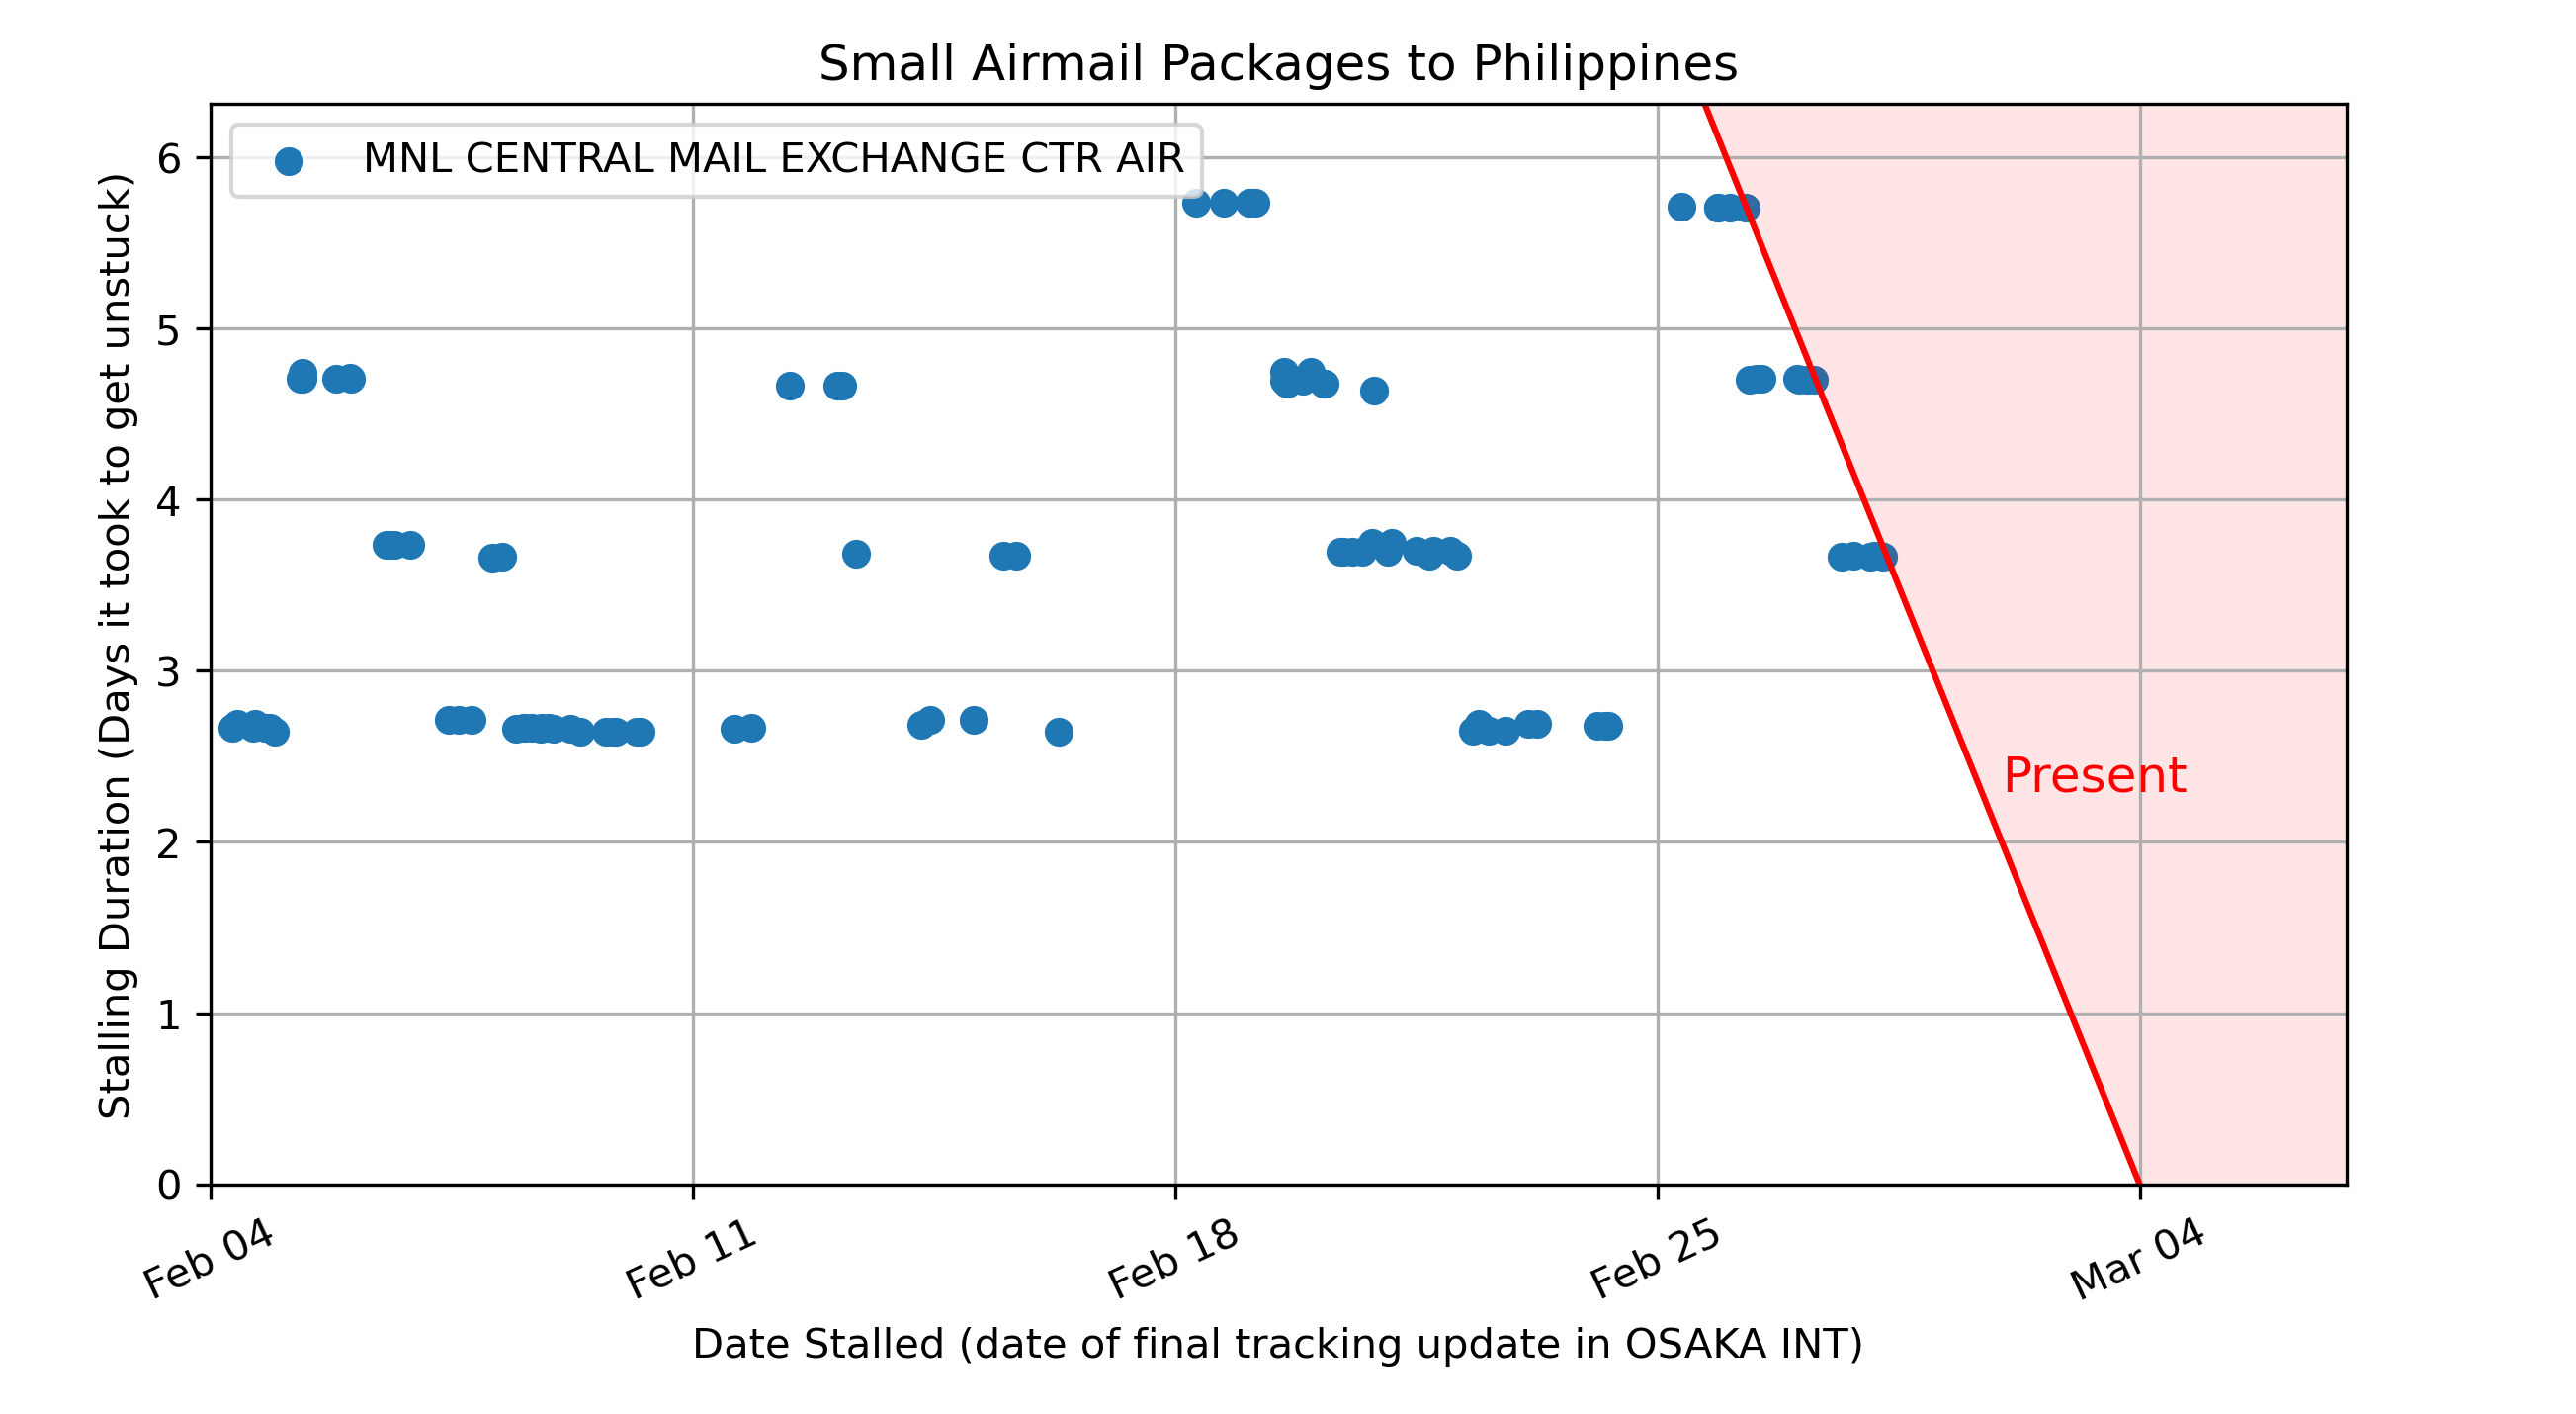 Small Airmail Packages to Philippines
MNL CENTRAL MAIL EXCHANGE CTR AIR
Stalling Duration (Days it took to get unstuck)
6
5
4
3
2
1
0
Present
Feb 04
Feb 11
Feb 18
Feb 25
Mar 04
Date Stalled (date of final tracking update in OSAKA INT)